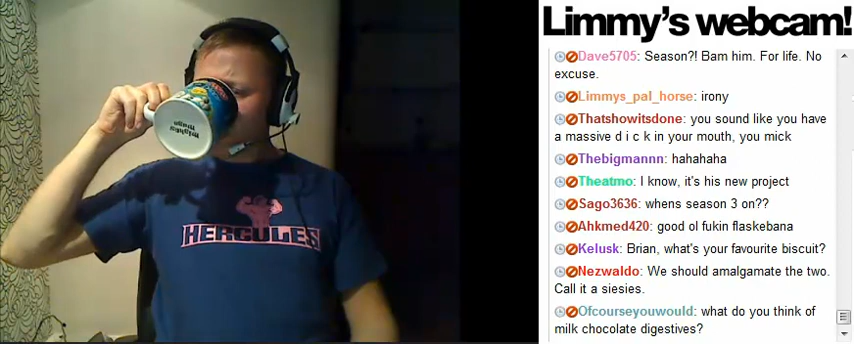 Limmy's webcam!
Dave5705: Season?! Bam him. For life. No
excuse.
Limmys_pal_horse: irony
Thatshowitsdone: you sound like you have
a massive d i c k in your mouth, you mick
Thebigmannn: hahahaha
Theatmo: I know, it's his new project
Sago3636: whens season 3 on??
Ahkmed420: good ol fukin flaskebana
Kelusk: Brian, what's your favourite biscuit?
Nezwaldo: We should amalgamate the two.
Call it a siesies.
Ofcourseyouwould: what do you think of
milk chocolate digestives?
HERCULES